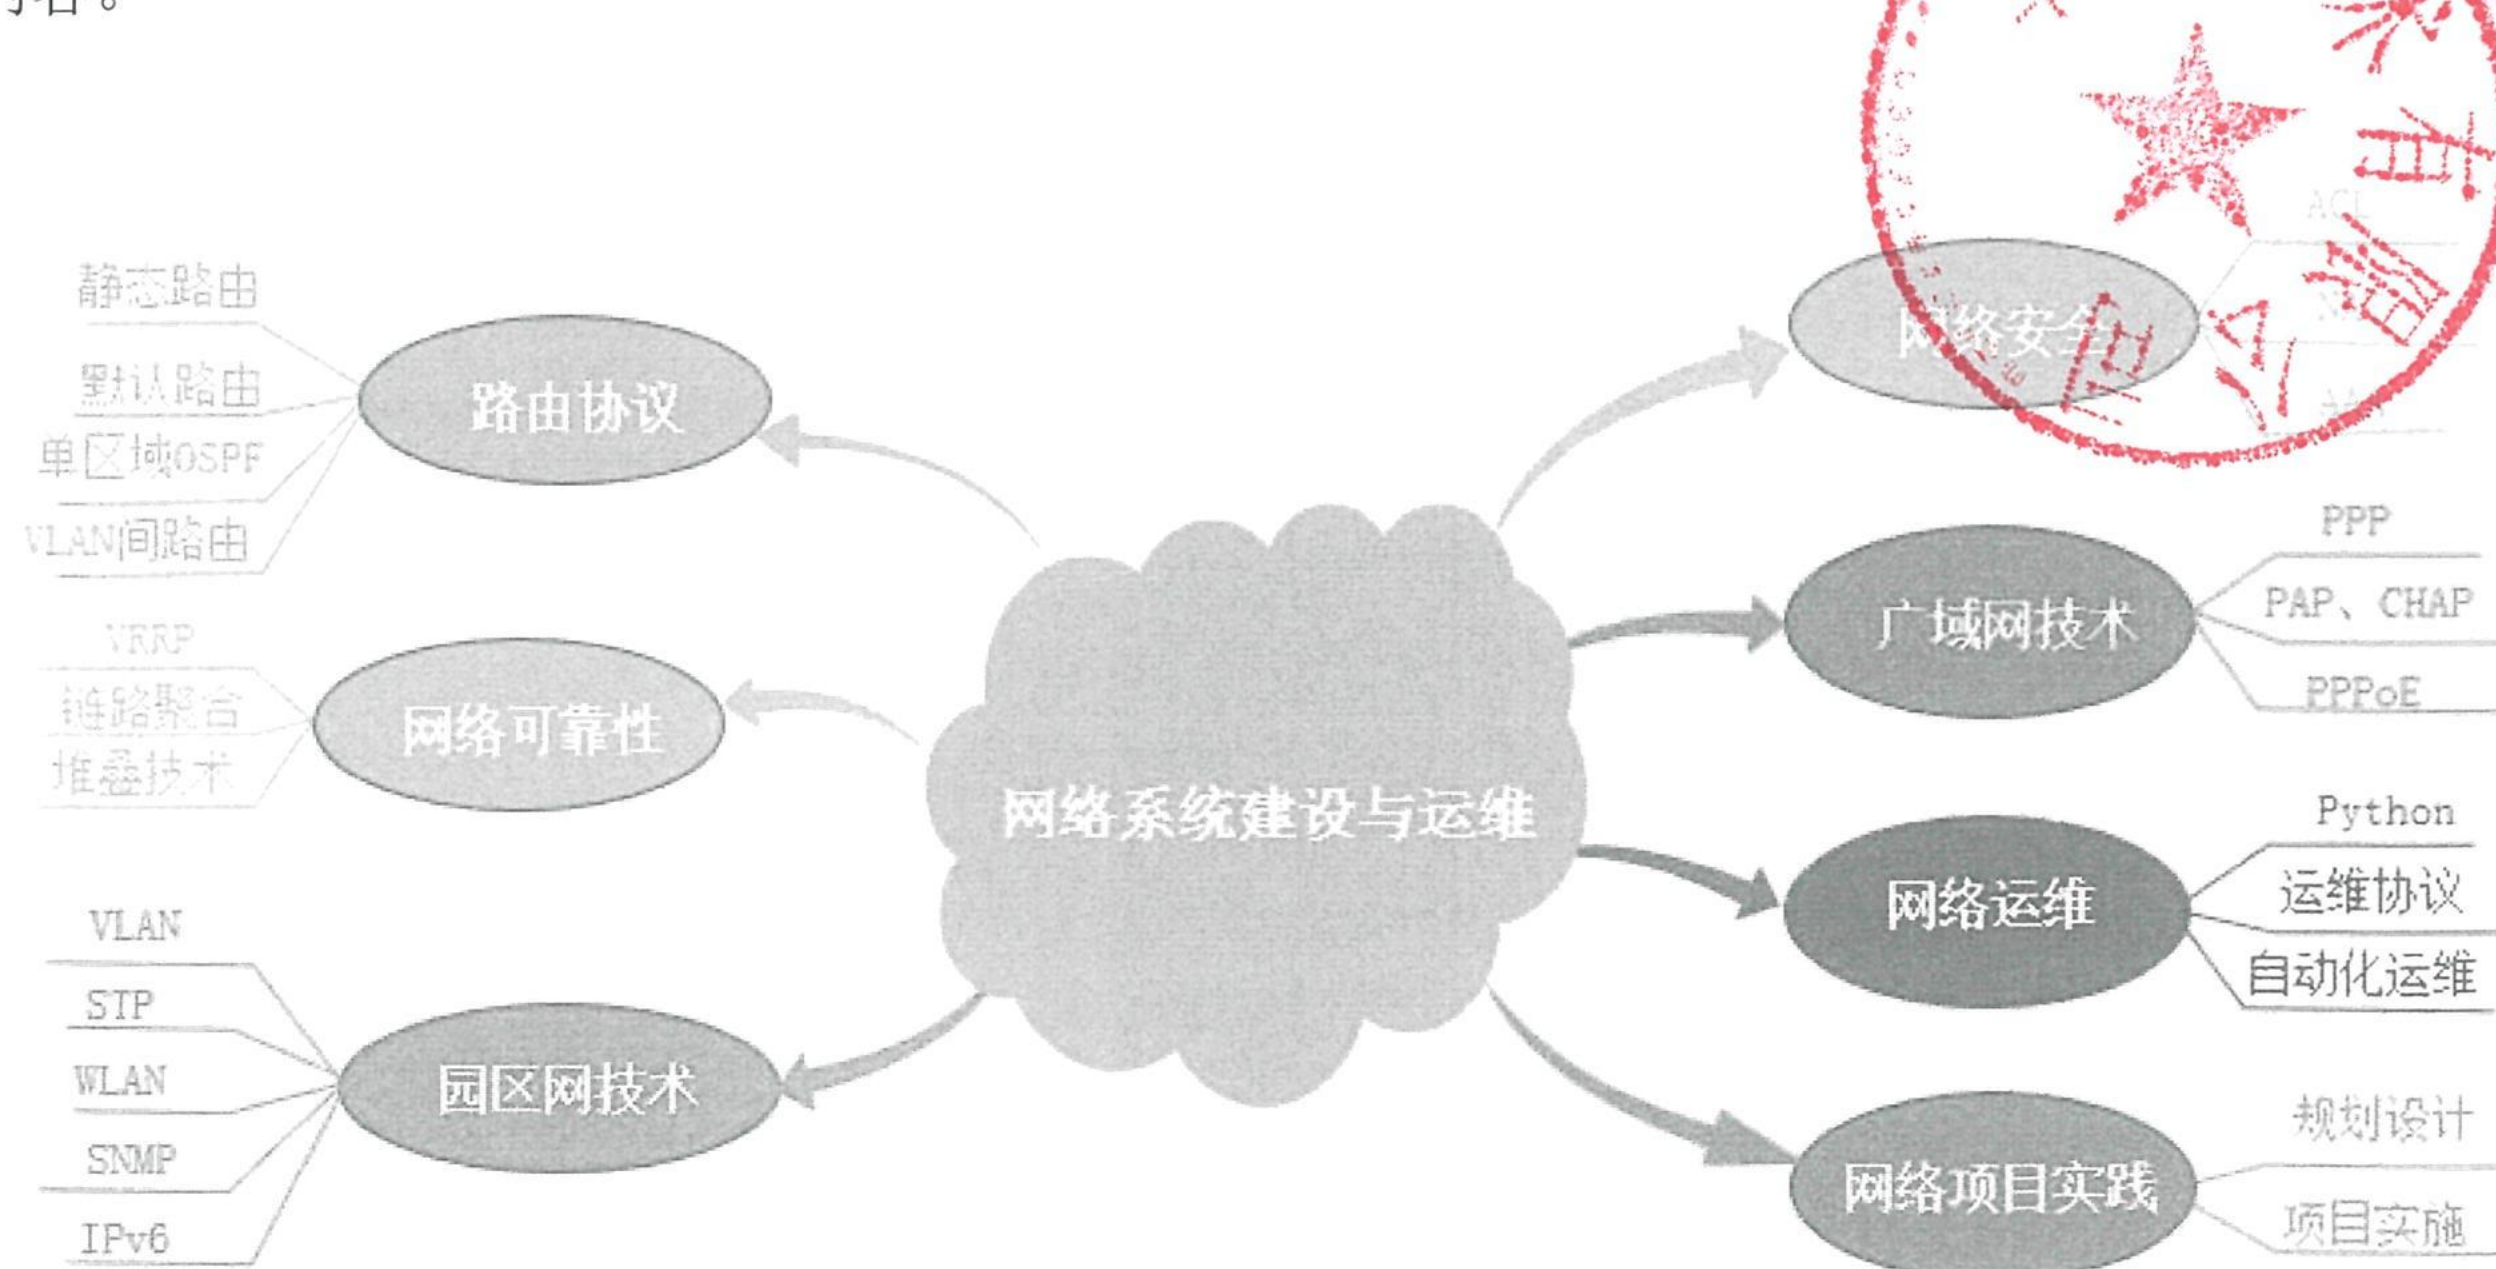 静态路由
默认路由
单区域OSPF
VLAN间路由
路由协议
VRRP
链路聚合
堆叠技术
网络可靠性
VLAN
STP
WLAN
SNMP
IPv6
园区网技术
网络系统建设与运维
ACL
网络安全
PPP
PAP、CHAP
PPPoE
广域网技术
Python
运维协议
自动化运维
网络运维
规划设计
项目实施
网络项目实践
有限公司